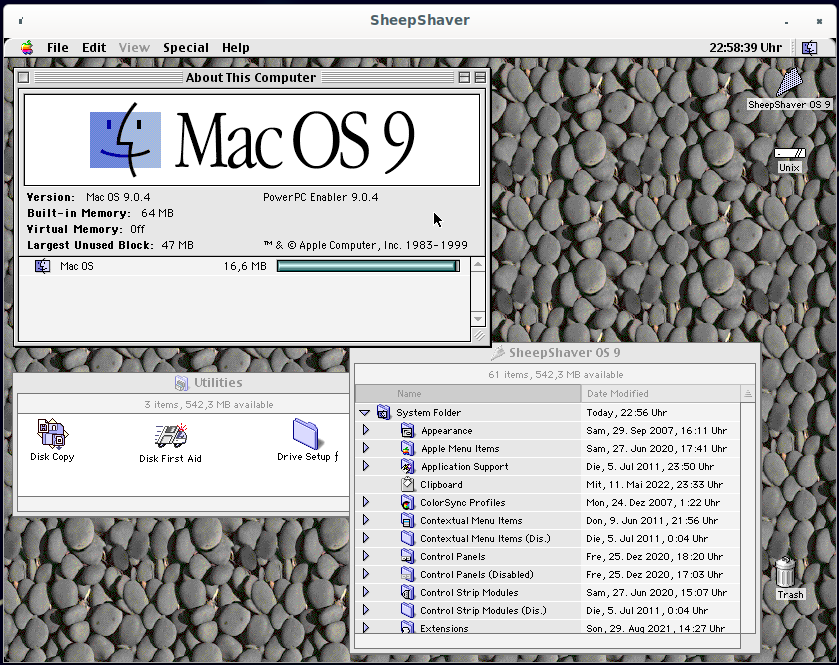 SheepShaver
File Edit View Special Help 22:58:39 Uhr
About This Computer
Mac OS 9
Version: Mac OS 9.0.4 PowerPC Enabler 9.0.4
Built-in Memory: 64 MB
Virtual Memory: Off
Largest Unused Block: 47 MB ™ & © Apple Computer, Inc. 1983-1999
Mac OS 16,6 MB
SheepShaver OS 9
Unix
Utilities
3 items, 542,3 MB available
Disk Copy
Disk First Aid
Drive Setup ƒ
SheepShaver OS 9
61 items, 542,3 MB available
Name Date Modified
System Folder Today, 22:56 Uhr
Appearance Sam, 29. Sep 2007, 16:11 Uhr
Apple Menu Items Sam, 27. Jun 2020, 17:41 Uhr
Application Support Die, 5. Jul 2011, 23:50 Uhr
Clipboard Mit, 11. Mai 2022, 23:33 Uhr
ColorSync Profiles Mon, 24. Dez 2007, 1:22 Uhr
Contextual Menu Items Don, 9. Jun 2011, 21:56 Uhr
Contextual Menu Items (Dis.) Die, 5. Jul 2011, 0:04 Uhr
Control Panels Fre, 25. Dez 2020, 18:20 Uhr
Control Panels (Disabled) Fre, 25. Dez 2020, 17:03 Uhr
Control Strip Modules Sam, 27. Jun 2020, 15:07 Uhr
Control Strip Modules (Dis.) Die, 5. Jul 2011, 0:04 Uhr
Extensions Son, 29. Aug 2021, 14:27 Uhr
Trash